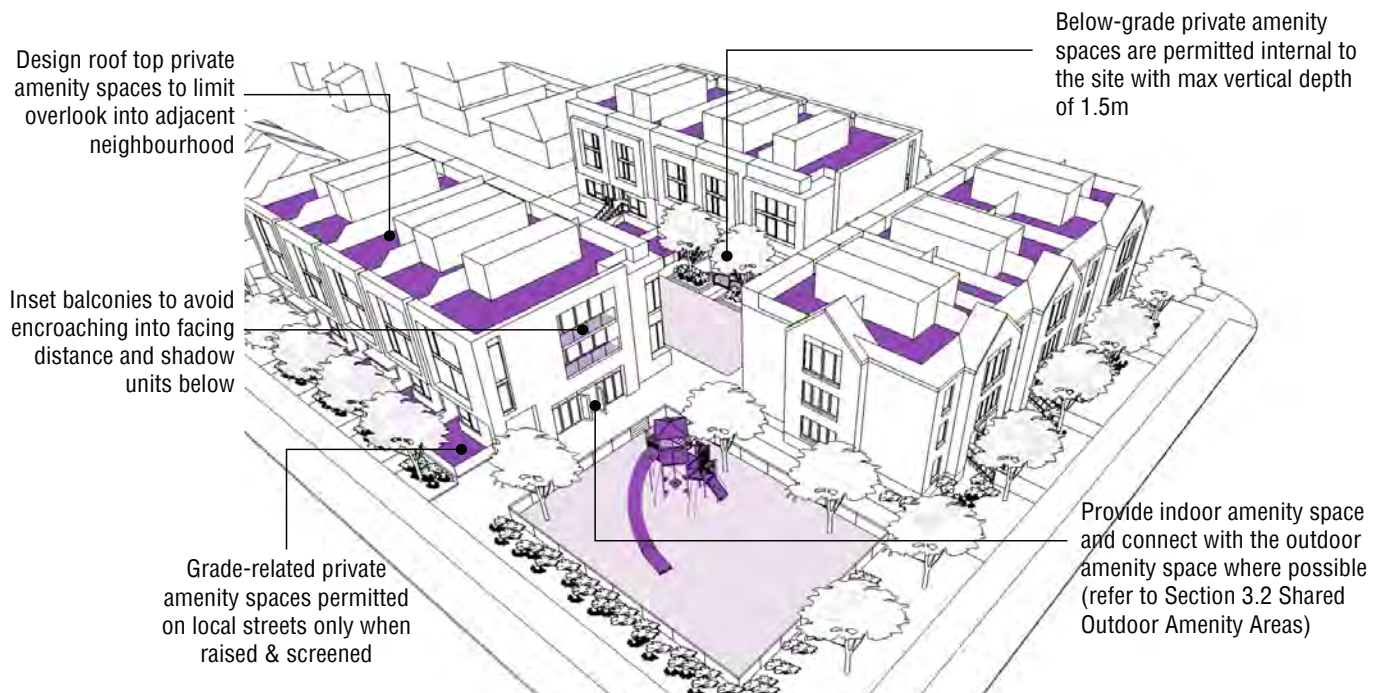 Design roof top private
amenity spaces to limit
overlook into adjacent
neighbourhood
Below-grade private amenity
spaces are permitted internal to
the site with max vertical depth
of 1.5m
Inset balconies to avoid
encroaching into facing
distance and shadow
units below
Grade-related private
amenity spaces permitted
on local streets only when
raised & screened
Provide indoor amenity space
and connect with the outdoor
amenity space where possible
(refer to Section 3.2 Shared
Outdoor Amenity Areas)